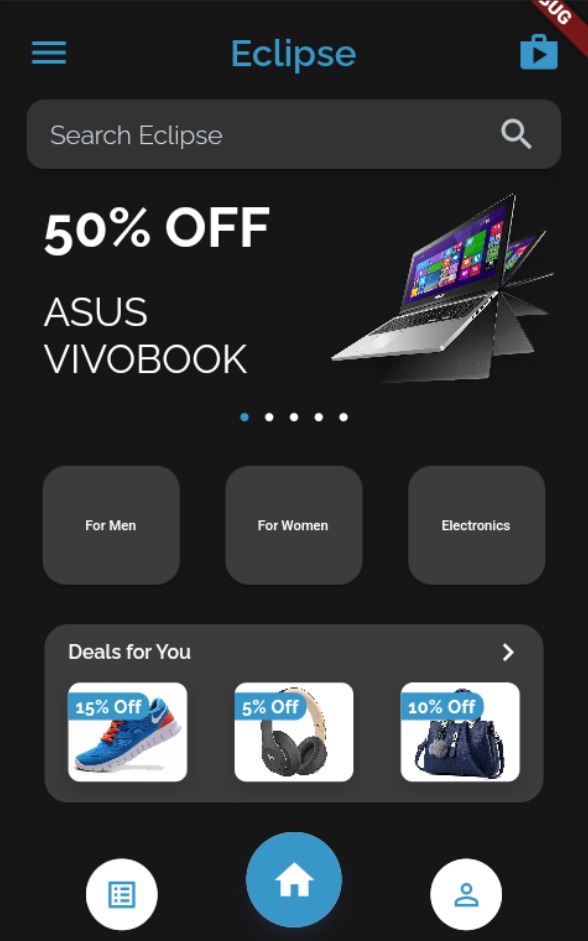 Eclipse
Search Eclipse
50% OFF
ASUS
VIVOBOOK
For Men
For Women
Electronics
Deals for You
15% Off
5% Off
10% Off